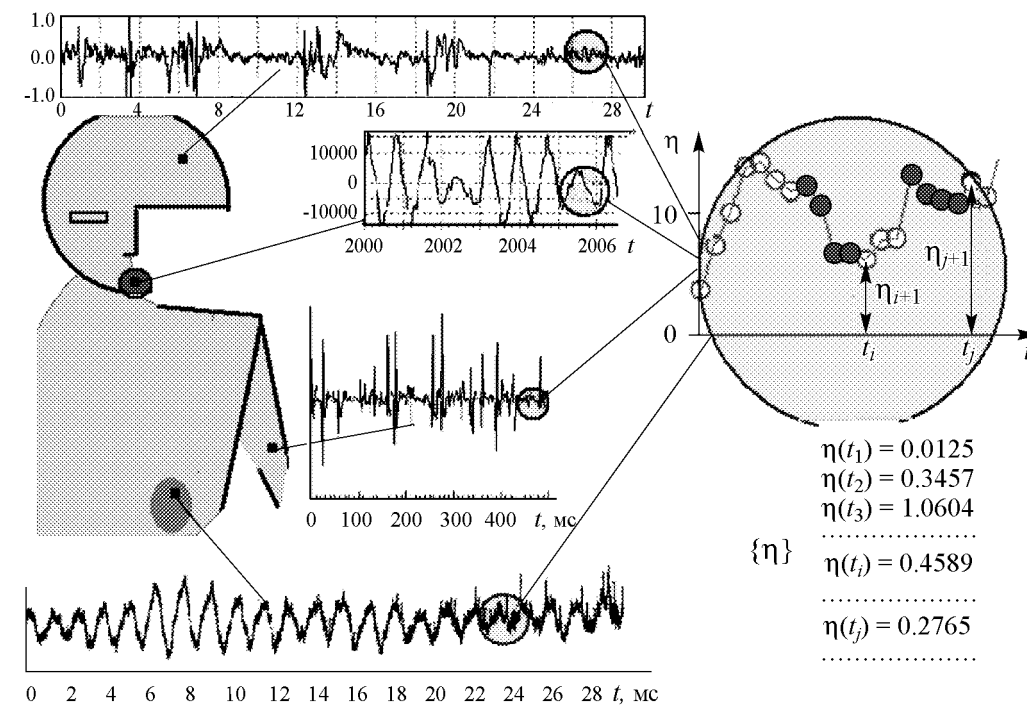 1.0
0.0
-1.0
0 4 8 12 16 20 24 28 t
10000
0
-10000
2000 2002 2004 2006 t
η
10
0
ηi+1
ηj+1
ti tj t
0 100 200 300 400 t, мс
η(t1) = 0.0125
η(t2) = 0.3457
η(t3) = 1.0604
....................
{η} η(ti) = 0.4589
....................
η(tj) = 0.2765
....................
0 2 4 6 8 10 12 14 16 18 20 22 24 26 28 t, мс